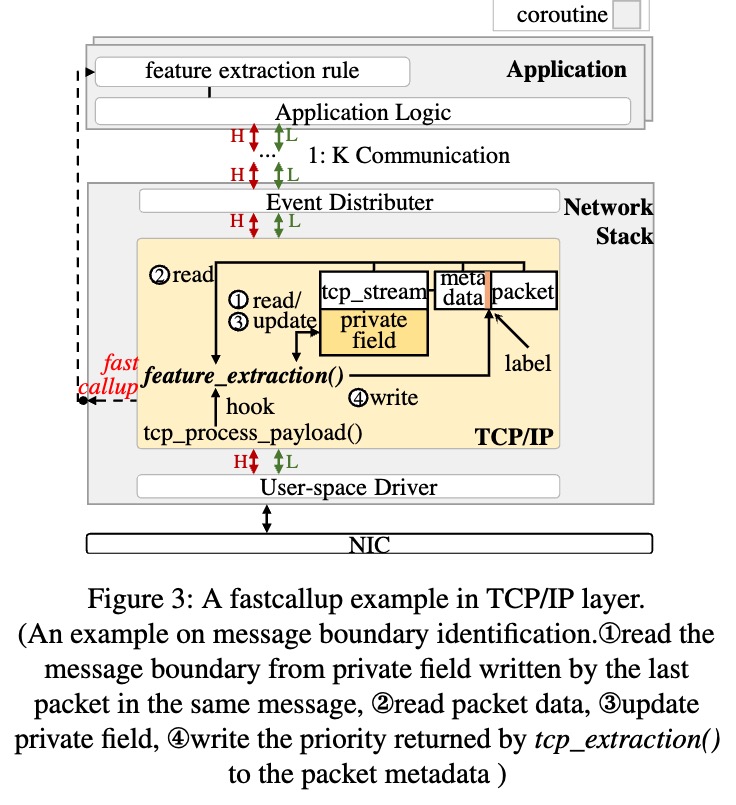 coroutine
feature extraction rule
Application
Application Logic
H L
...
1: K Communication
H L
Event Distributer
Network
Stack
H L
②read
tcp_stream
meta
data
packet
①read/
③update
private
field
label
fast
callup
feature_extraction()
④write
hook
tcp_process_payload()
TCP/IP
H L
User-space Driver
NIC
Figure 3: A fastcallup example in TCP/IP layer.
(An example on message boundary identification.①read the
message boundary from private field written by the last
packet in the same message, ②read packet data, ③update
private field, ④write the priority returned by tcp_extraction()
to the packet metadata )